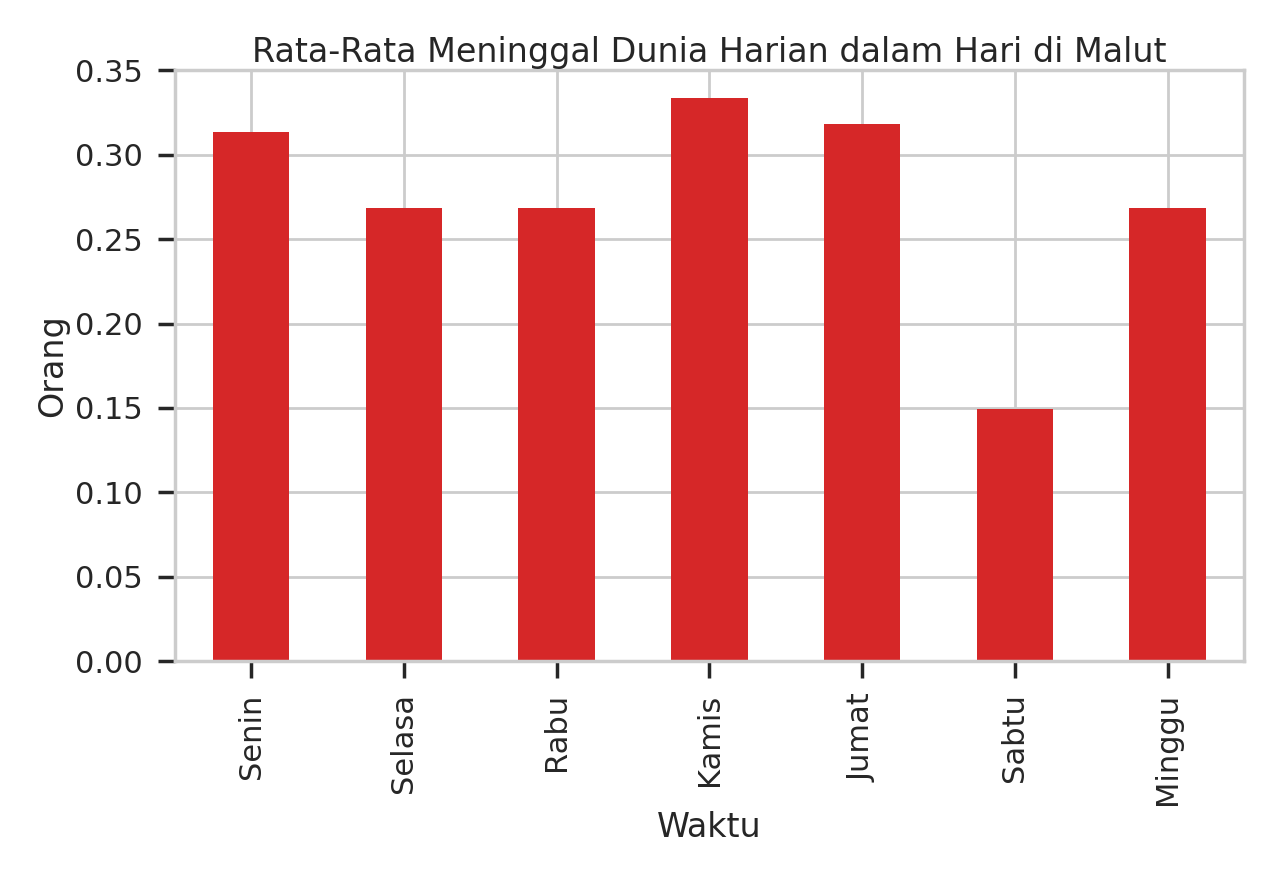 Rata-Rata Meninggal Dunia Harian dalam Hari di Malut
0.35
0.30
0.25
0.20
0.15
0.10
0.05
0.00
Orang
Senin
Selasa
Rabu
Kamis
Jumat
Sabtu
Minggu
Waktu